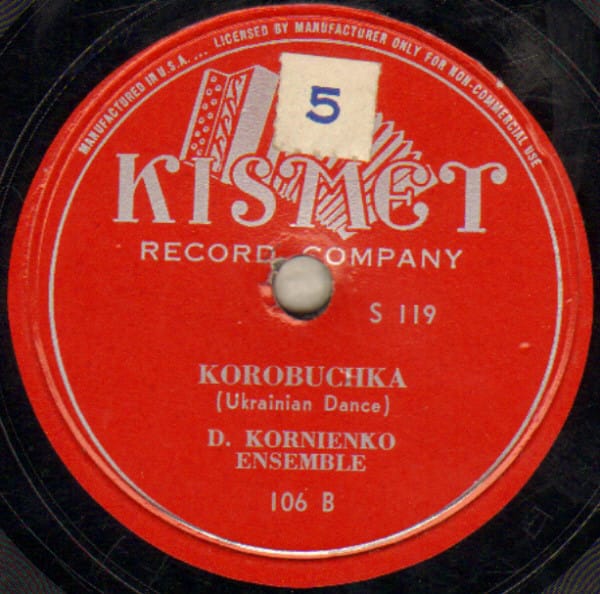 MANUFACTURED IN U.S.A. ... LICENSED BY MANUFACTURER ONLY FOR NON-COMMERCIAL USE
5
KISMET
RECORD COMPANY
S 119
KOROBUCHKA
(Ukrainian Dance)
D. KORNIENKO
ENSEMBLE
106 B